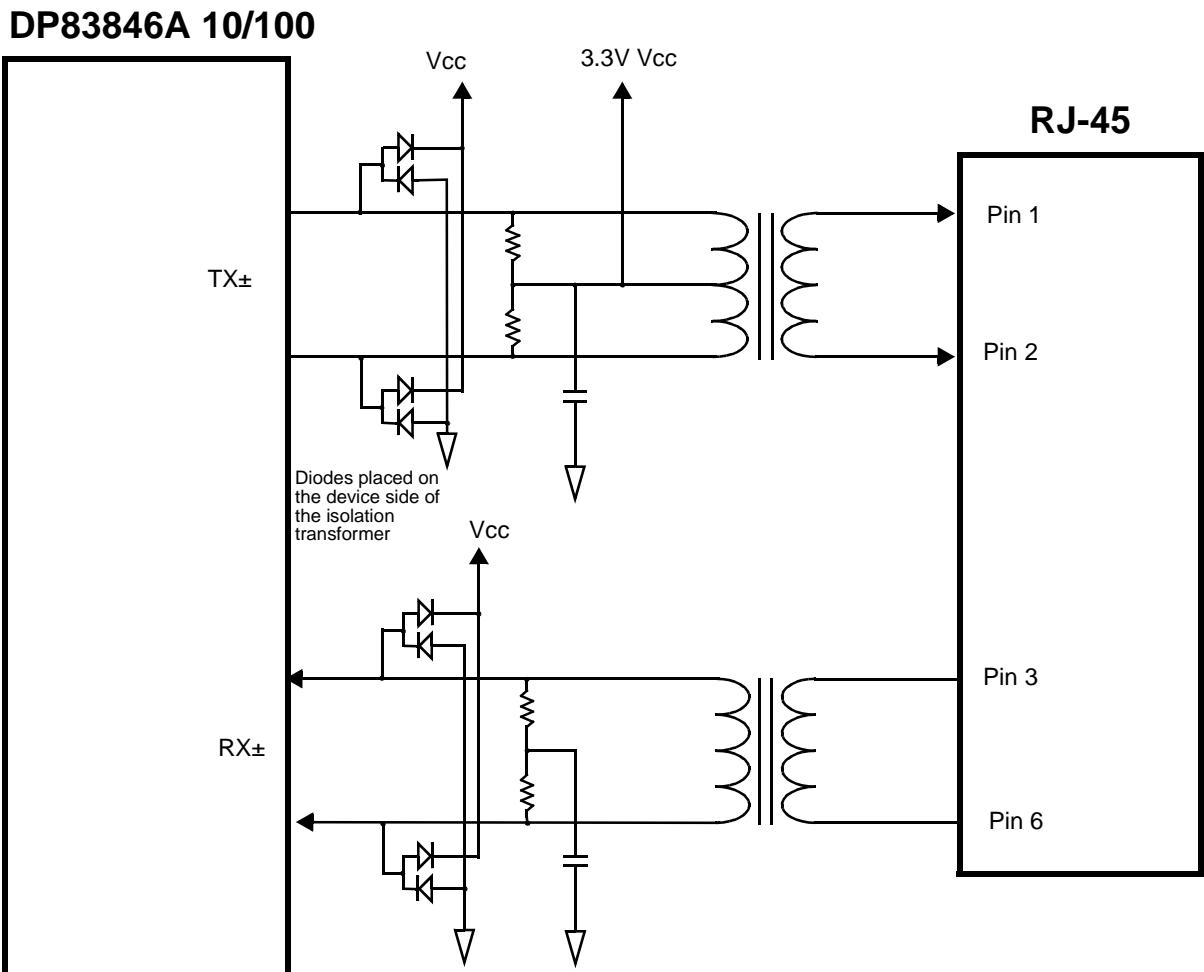 DP83846A 10/100
Vcc
3.3V Vcc
RJ-45
Pin 1
TX±
Pin 2
Diodes placed on
the device side of
the isolation
transformer
Vcc
Pin 3
RX±
Pin 6